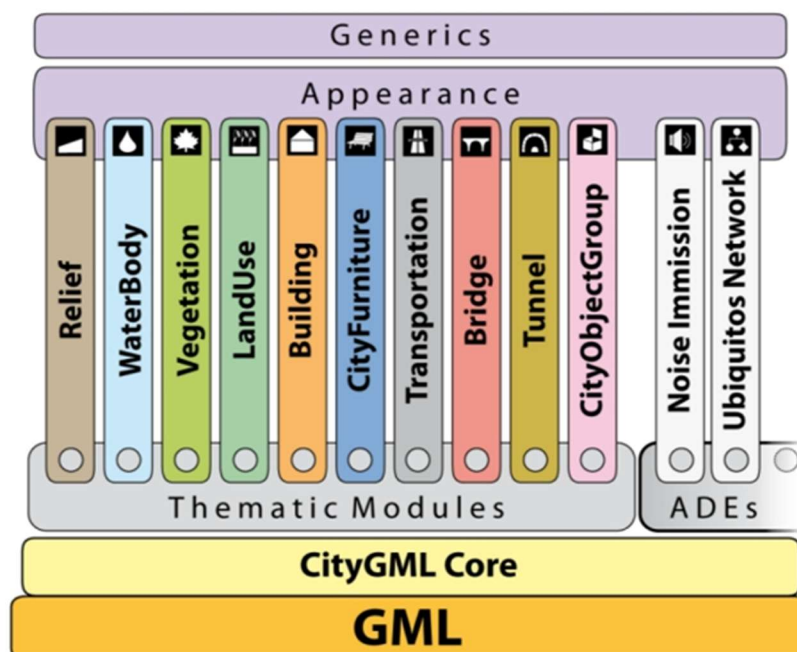 Generics
Appearance
Relief
WaterBody
Vegetation
LandUse
Building
CityFurniture
Transportation
Bridge
Tunnel
CityObjectGroup
Noise Immission
Ubiquitos Network
Thematic Modules
ADEs
CityGML Core
GML